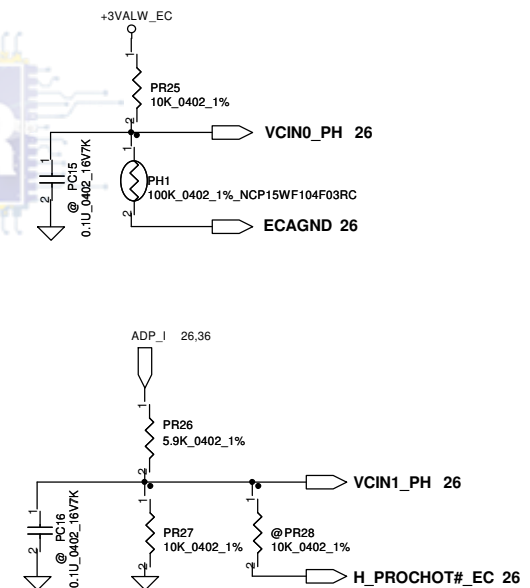 +3VALW_EC
1
PR25
10K_0402_1%
2
VCIN0_PH 26
1
1
@ PC15
0.1U_0402_16V7K
2
PH1
100K_0402_1%_NCP15WF104F03RC
2
ECAGND 26
ADP_I 26,36
1
PR26
5.9K_0402_1%
2
VCIN1_PH 26
1
1
1
@ PC16
0.1U_0402_16V7K
2
PR27
10K_0402_1%
2
@PR28
10K_0402_1%
2
H_PROCHOT#_EC 26